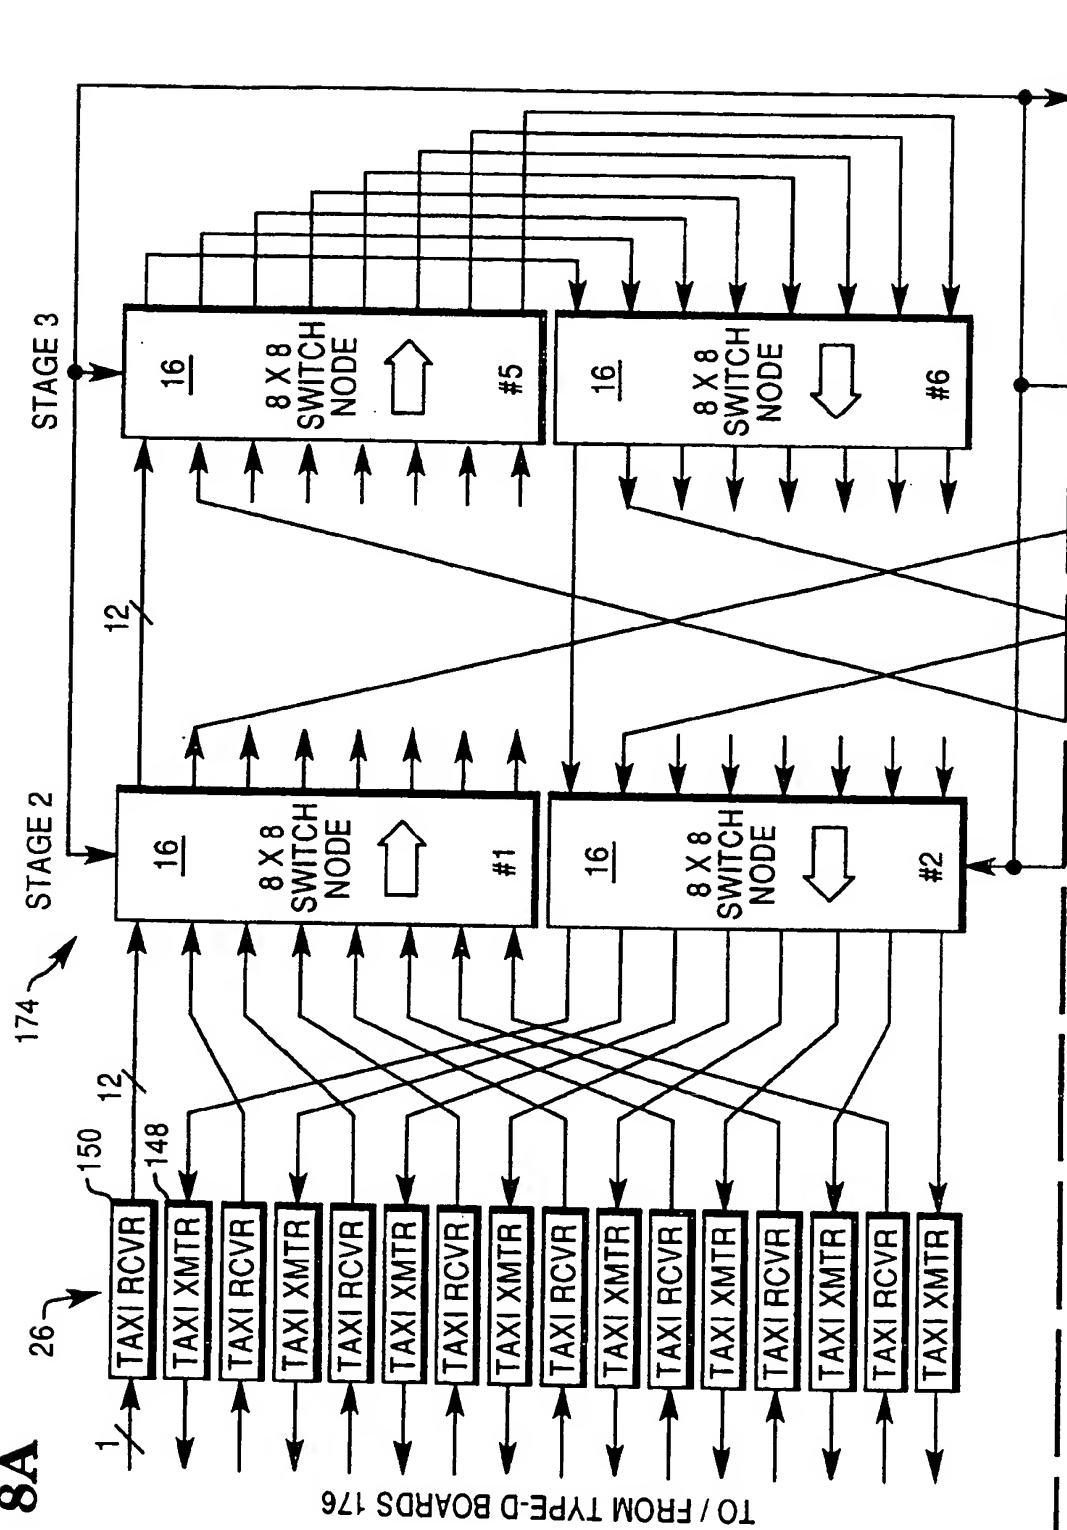 8A
TO / FROM TYPE-D BOARDS 176
26
1
TAXI RCVR
TAXI XMTR
TAXI RCVR
TAXI XMTR
TAXI RCVR
TAXI XMTR
TAXI RCVR
TAXI XMTR
TAXI RCVR
TAXI XMTR
TAXI RCVR
TAXI XMTR
TAXI RCVR
TAXI XMTR
TAXI RCVR
TAXI XMTR
150
148
12
174
STAGE 2
16
8 X 8
SWITCH
NODE
#1
16
8 X 8
SWITCH
NODE
#2
12
STAGE 3
16
8 X 8
SWITCH
NODE
#5
16
8 X 8
SWITCH
NODE
#6